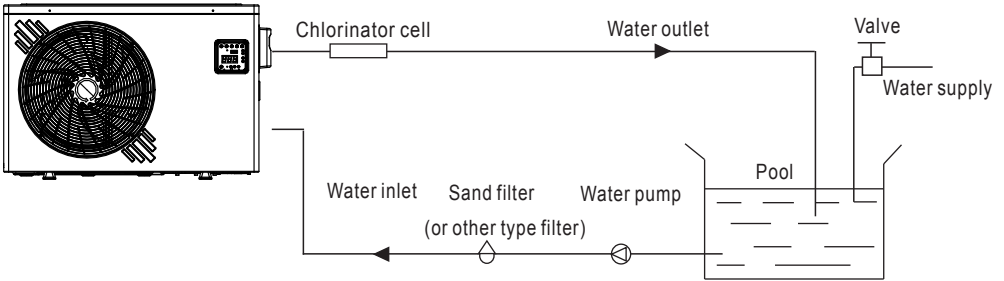 Chlorinator cell
Water outlet
Valve
Water supply
Pool
Water inlet
Sand filter
(or other type filter)
Water pump